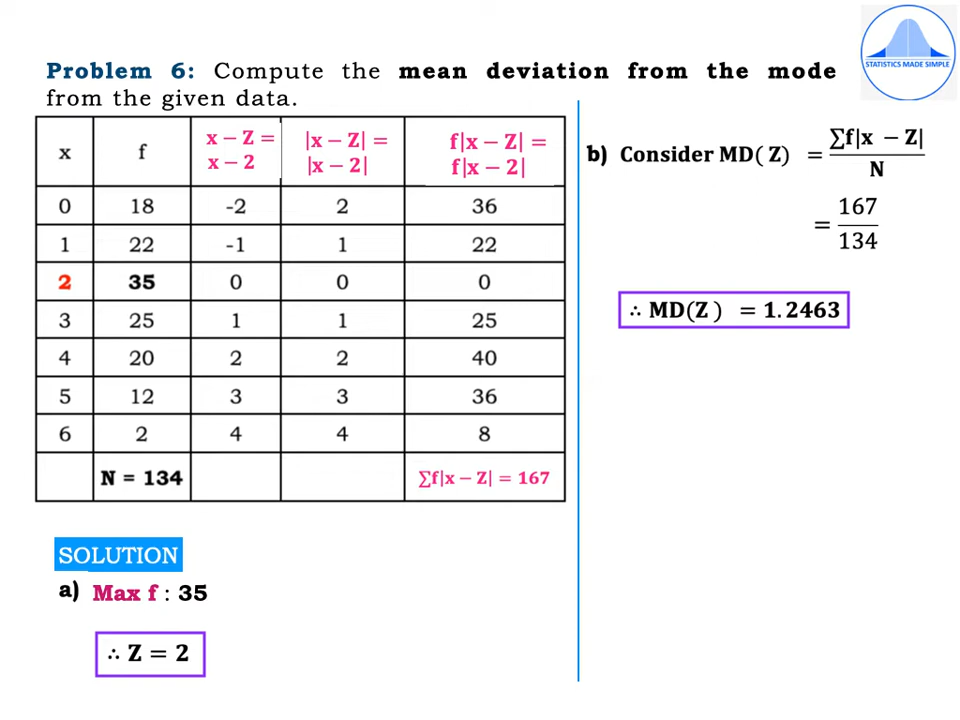 Problem 6: Compute the mean deviation from the mode
from the given data.
STATISTICS MADE SIMPLE
x f x – Z = x – 2 |x – Z| = |x – 2| f|x – Z| = f|x – 2|
0 18 -2 2 36
1 22 -1 1 22
2 35 0 0 0
3 25 1 1 25
4 20 2 2 40
5 12 3 3 36
6 2 4 4 8
N = 134 ∑f|x – Z| = 167
SOLUTION
a) Max f : 35
∴ Z = 2
b) Consider MD( Z) = ∑f|x – Z| / N
= 167 / 134
∴ MD(Z ) = 1.2463